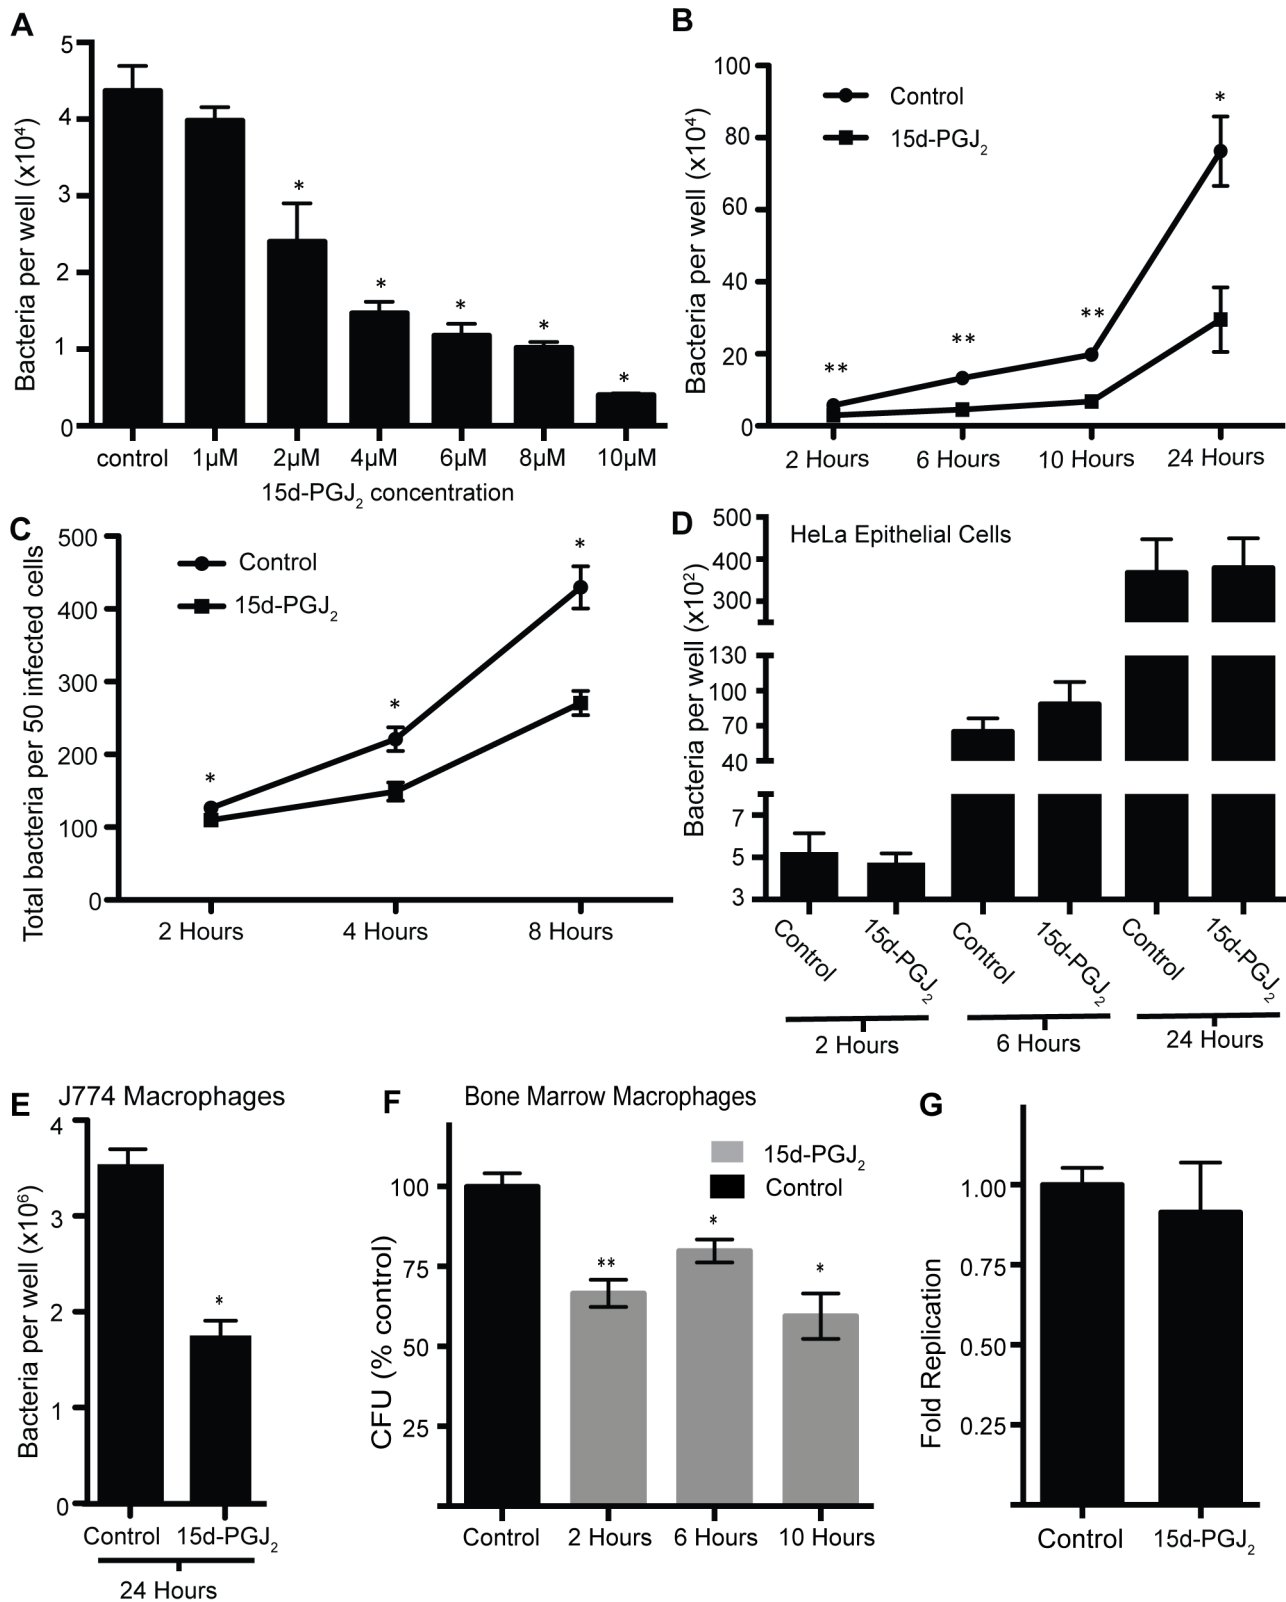 A
Bacteria per well (x10⁴)
5
4
3
2
1
0
*
*
*
*
*
control 1μM 2μM 4μM 6μM 8μM 10μM
15d-PGJ₂ concentration
B
Bacteria per well (x10⁴)
100
80
60
40
20
0
Control
15d-PGJ₂
**
**
**
*
2 Hours 6 Hours 10 Hours 24 Hours
C
Total bacteria per 50 infected cells
500
400
300
200
100
0
Control
15d-PGJ₂
*
*
*
2 Hours 4 Hours 8 Hours
D
HeLa Epithelial Cells
Bacteria per well (x10²)
500
400
300
130
100
70
40
7
5
3
Control 15d-PGJ₂ Control 15d-PGJ₂ Control 15d-PGJ₂
2 Hours 6 Hours 24 Hours
E
J774 Macrophages
Bacteria per well (x10⁶)
4
3
2
1
0
*
Control 15d-PGJ₂
24 Hours
F
Bone Marrow Macrophages
15d-PGJ₂
Control
CFU (% control)
100
75
50
25
**
*
*
Control 2 Hours 6 Hours 10 Hours
G
Fold Replication
1.00
0.75
0.50
0.25
Control 15d-PGJ₂